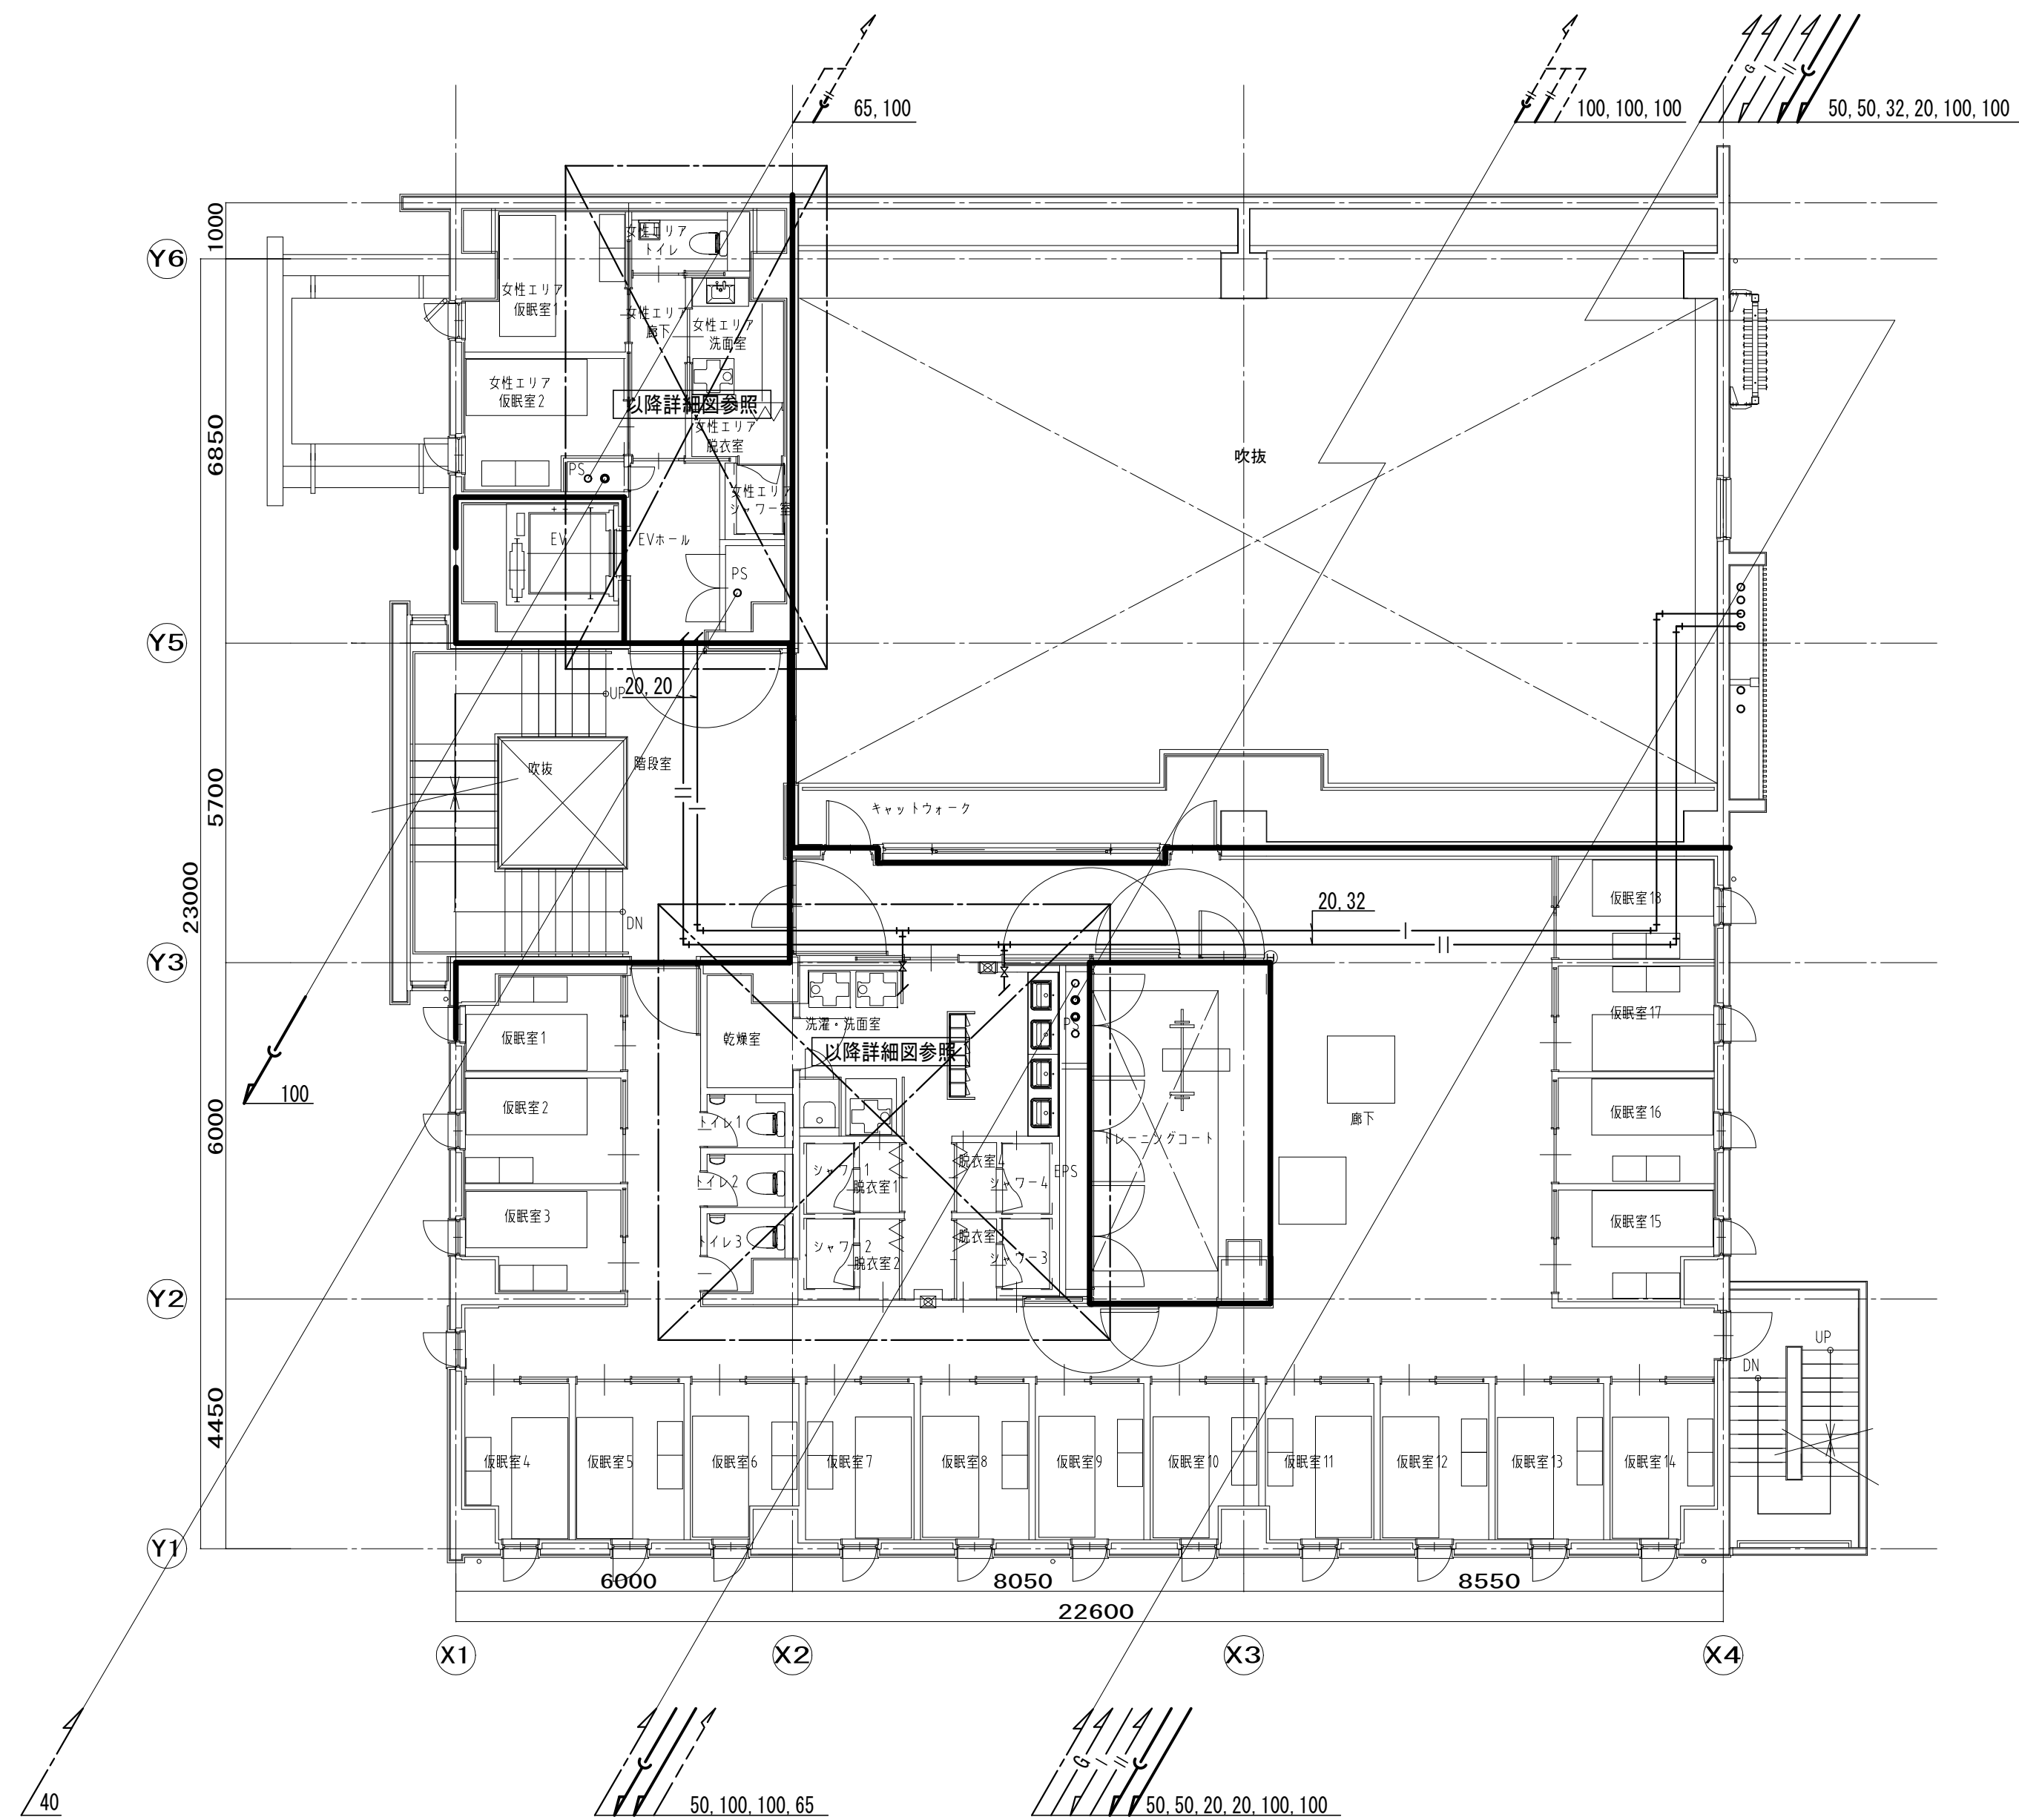 65,100
100,100,100
G
50,50,32,20,100,100
1000
Y6
女性エリア
トイレ
女性エリア
仮眠室1
女性エリア
廊下
女性エリア
洗面室
女性エリア
仮眠室2
以降詳細図参照
女性エリア
脱衣室
6850
吹抜
PS
女性エリア
シャワー室
EV
EVホール
PS
Y5
UP
20,20
吹抜
階段室
5700
キャットウォーク
23000
DN
20,32
仮眠室18
Y3
仮眠室1
乾燥室
洗濯・洗面室
以降詳細図参照
PS
仮眠室17
100
仮眠室2
トイレ1
廊下
仮眠室16
6000
トレーニングコート
シャワー1
脱衣室1
脱衣室4
シャワー4
EPS
トイレ2
仮眠室3
仮眠室15
トイレ3
シャワー2
脱衣室2
脱衣室3
シャワー3
Y2
UP
DN
4450
仮眠室4
仮眠室5
仮眠室6
仮眠室7
仮眠室8
仮眠室9
仮眠室10
仮眠室11
仮眠室12
仮眠室13
仮眠室14
Y1
6000
8050
8550
22600
X1
X2
X3
X4
40
50,100,100,65
G
50,50,20,20,100,100